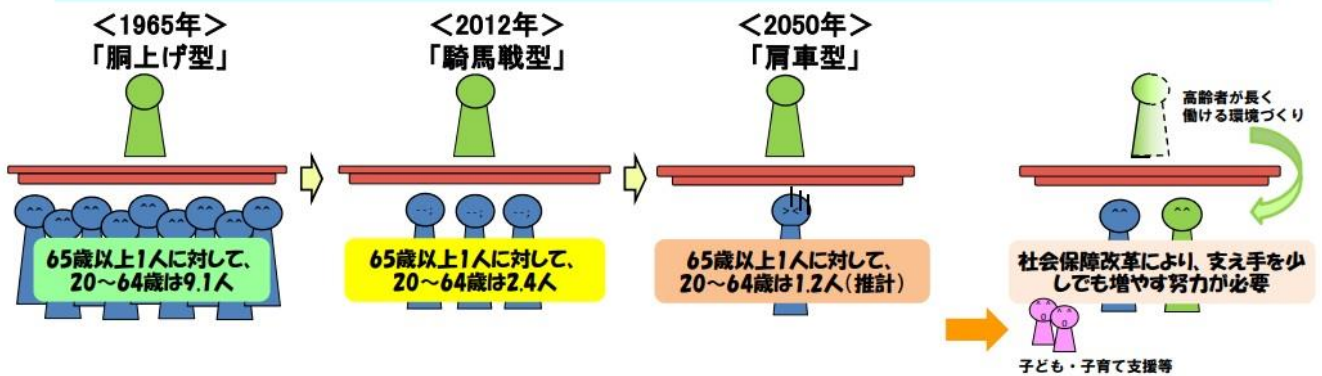 <1965年>
「胴上げ型」
65歳以上1人に対して、
20~64歳は9.1人
<2012年>
「騎馬戦型」
65歳以上1人に対して、
20~64歳は2.4人
<2050年>
「肩車型」
65歳以上1人に対して、
20~64歳は1.2人(推計)
高齢者が長く
働ける環境づくり
社会保障改革により、支え手を少
しでも増やす努力が必要
子ども・子育て支援等